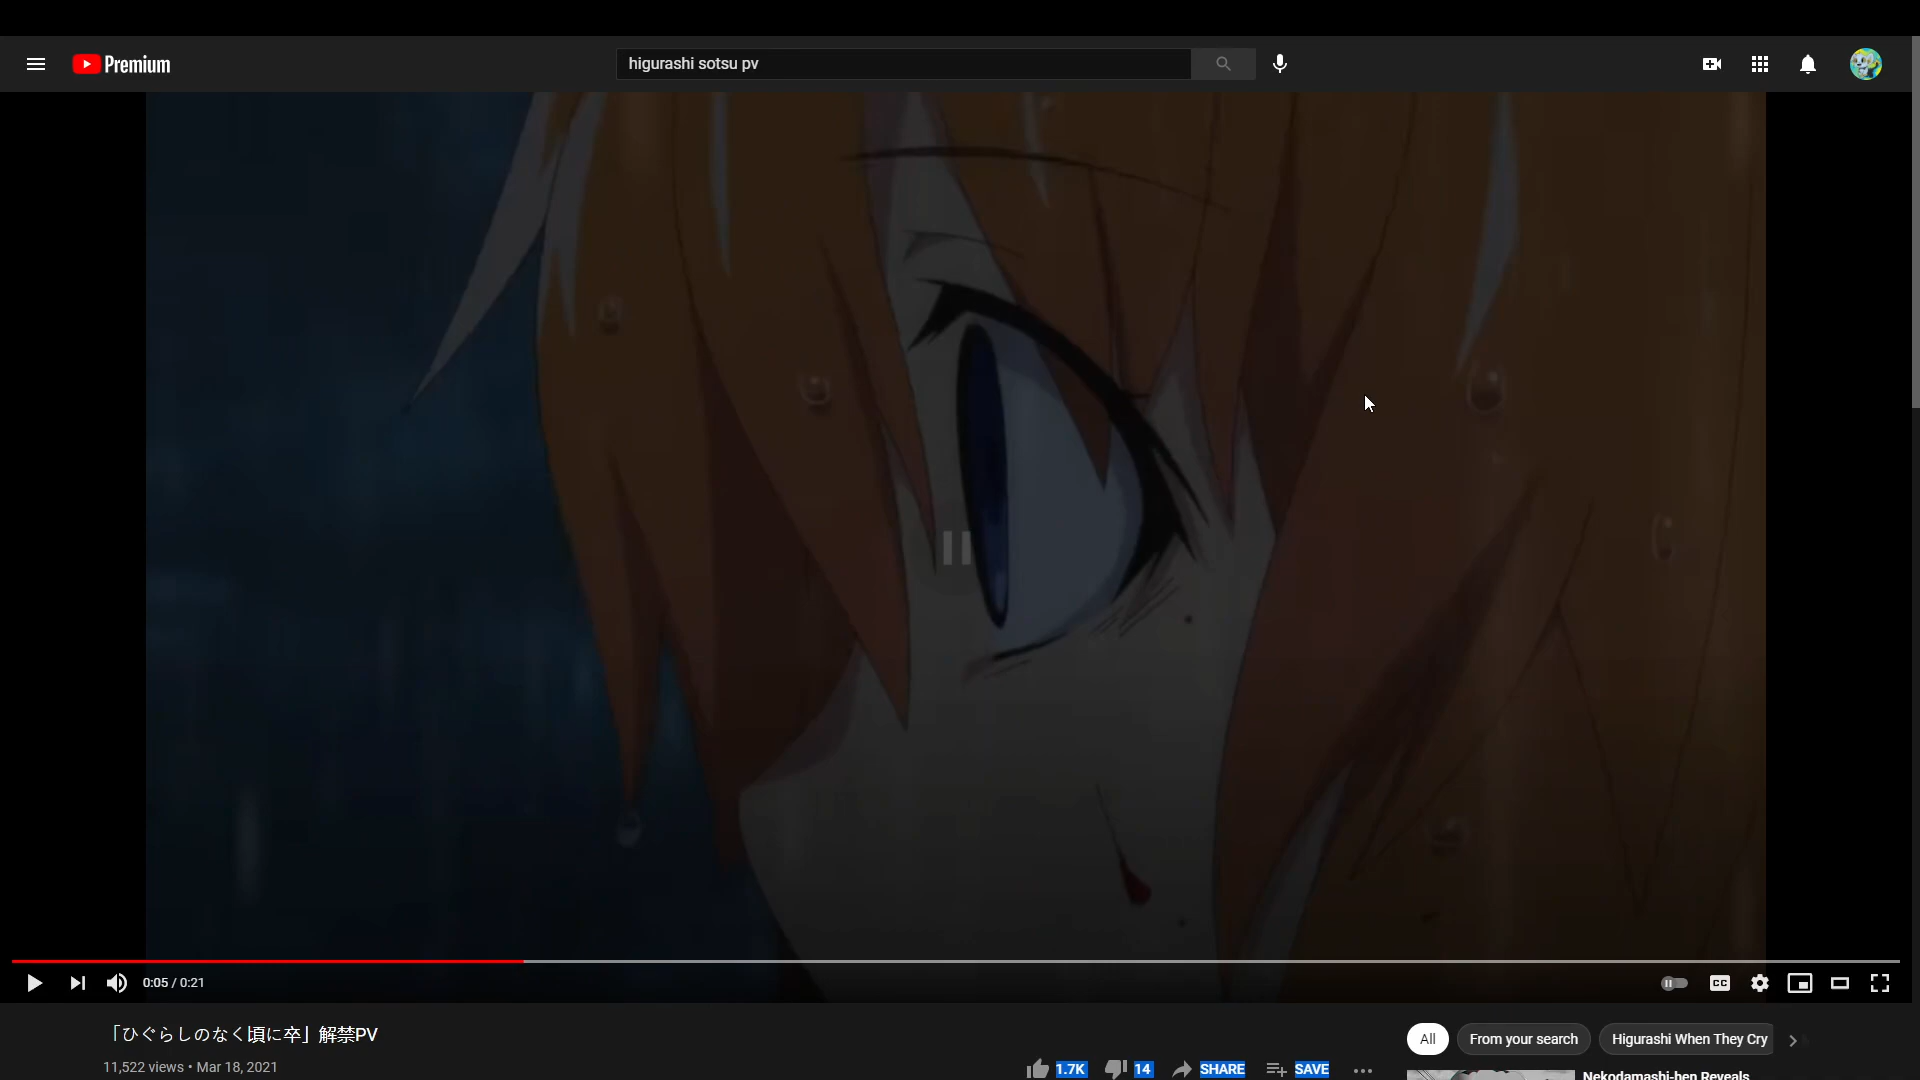 Premium
higurashi sotsu pv
0:05 / 0:21
CC
「ひぐらしのなく頃に卒」解禁PV
11,522 views • Mar 18, 2021
1.7K
14
SHARE
SAVE
All
From your search
Higurashi When They Cry
Nekodamashi-hen Reveals